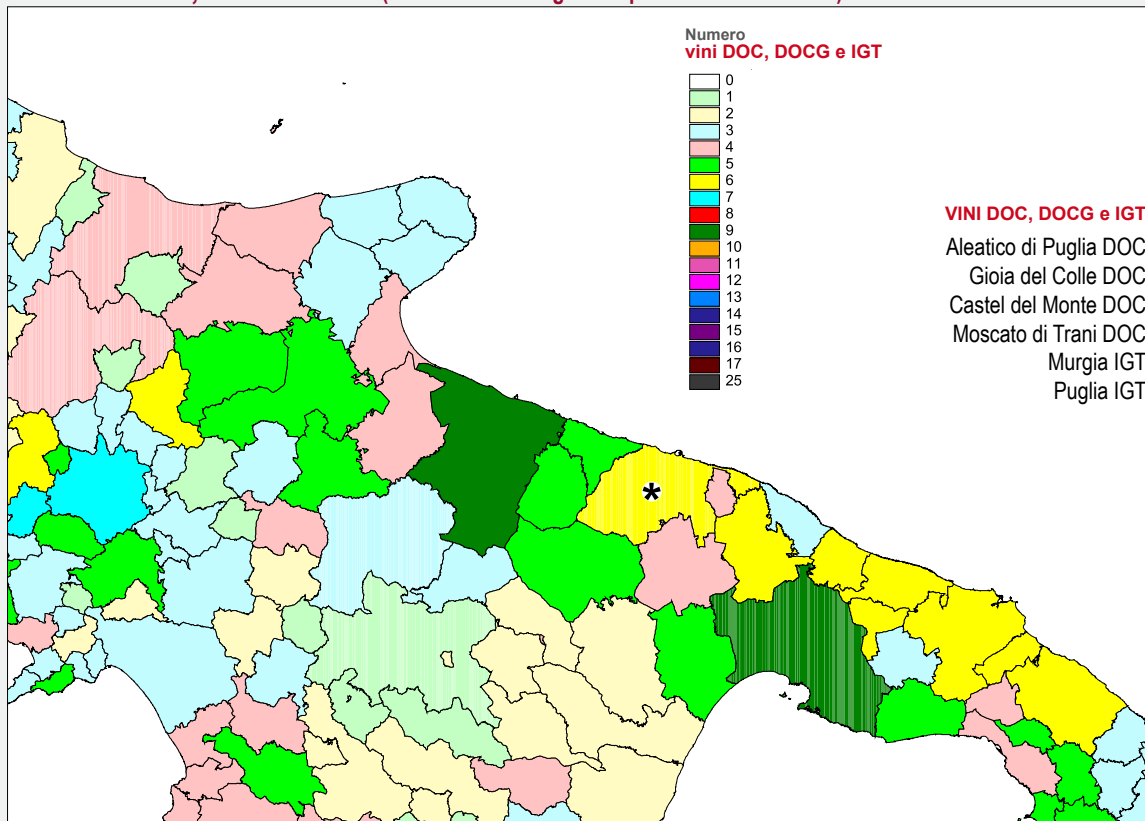 Numero
vini DOC, DOCG e IGT
0
1
2
3
4
5
6
7
8
9
10
11
12
13
14
15
16
17
25
VINI DOC, DOCG e IGT
Aleatico di Puglia DOC
Gioia del Colle DOC
Castel del Monte DOC
Moscato di Trani DOC
Murgia IGT
Puglia IGT
*